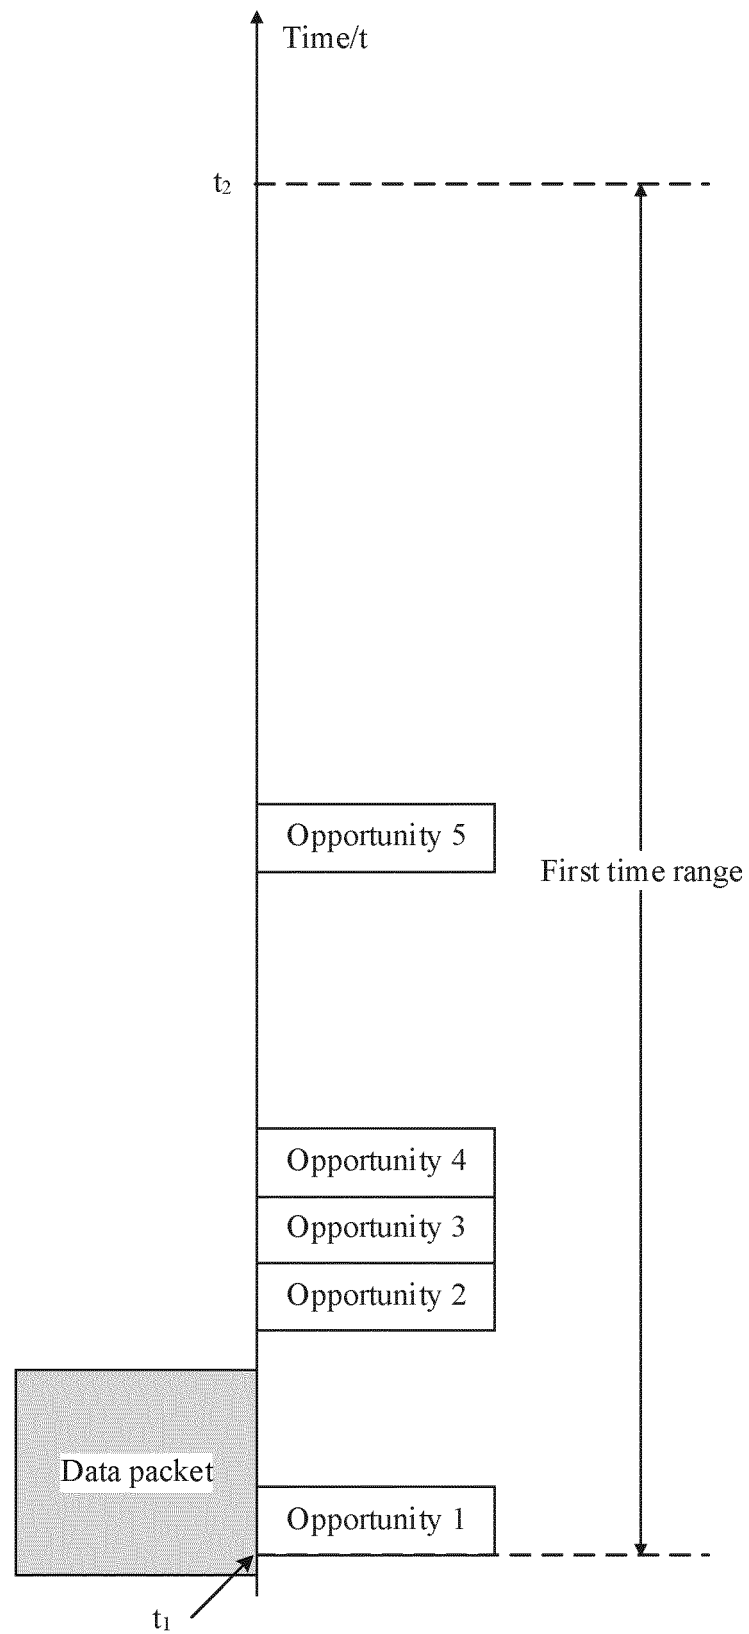 Time/t
t₂
Opportunity 5
First time range
Opportunity 4
Opportunity 3
Opportunity 2
Data packet
Opportunity 1
t₁